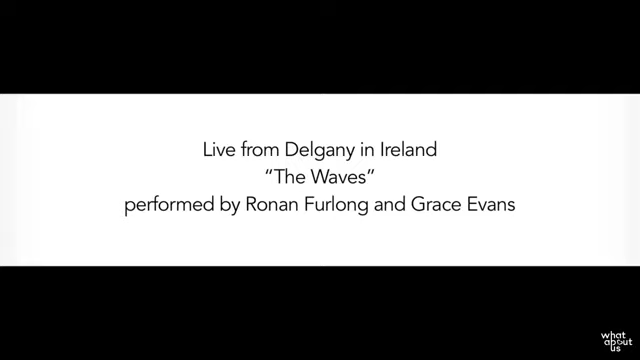 Live from Delgany in Ireland
“The Waves”
performed by Ronan Furlong and Grace Evans
what
about
us